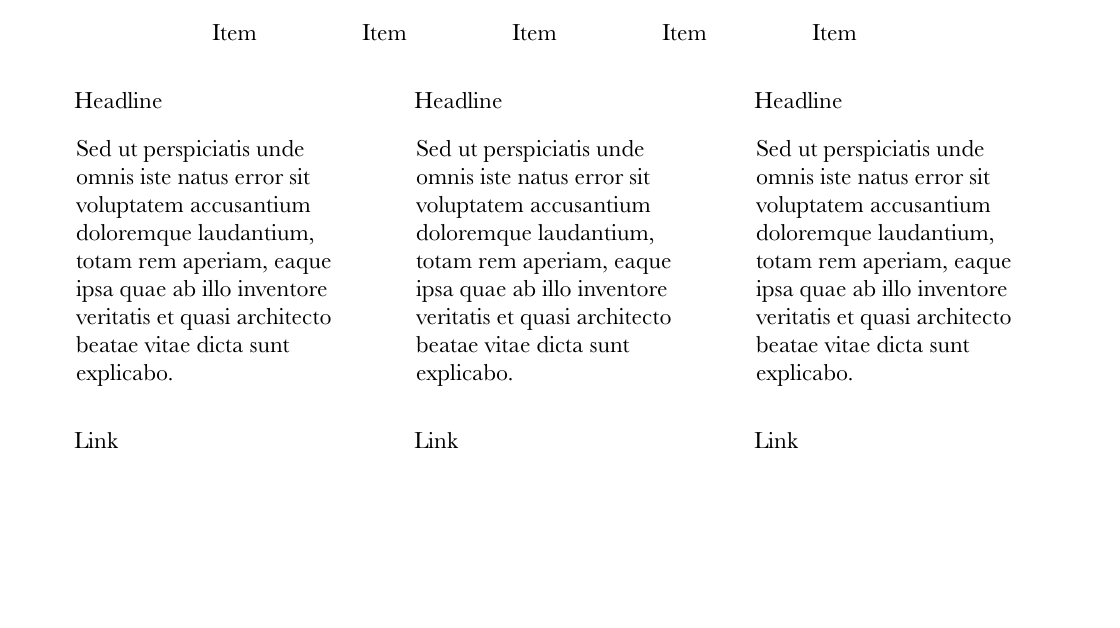 Item Item Item Item Item
Headline
Sed ut perspiciatis unde
omnis iste natus error sit
voluptatem accusantium
doloremque laudantium,
totam rem aperiam, eaque
ipsa quae ab illo inventore
veritatis et quasi architecto
beatae vitae dicta sunt
explicabo.
Link
Headline
Sed ut perspiciatis unde
omnis iste natus error sit
voluptatem accusantium
doloremque laudantium,
totam rem aperiam, eaque
ipsa quae ab illo inventore
veritatis et quasi architecto
beatae vitae dicta sunt
explicabo.
Link
Headline
Sed ut perspiciatis unde
omnis iste natus error sit
voluptatem accusantium
doloremque laudantium,
totam rem aperiam, eaque
ipsa quae ab illo inventore
veritatis et quasi architecto
beatae vitae dicta sunt
explicabo.
Link